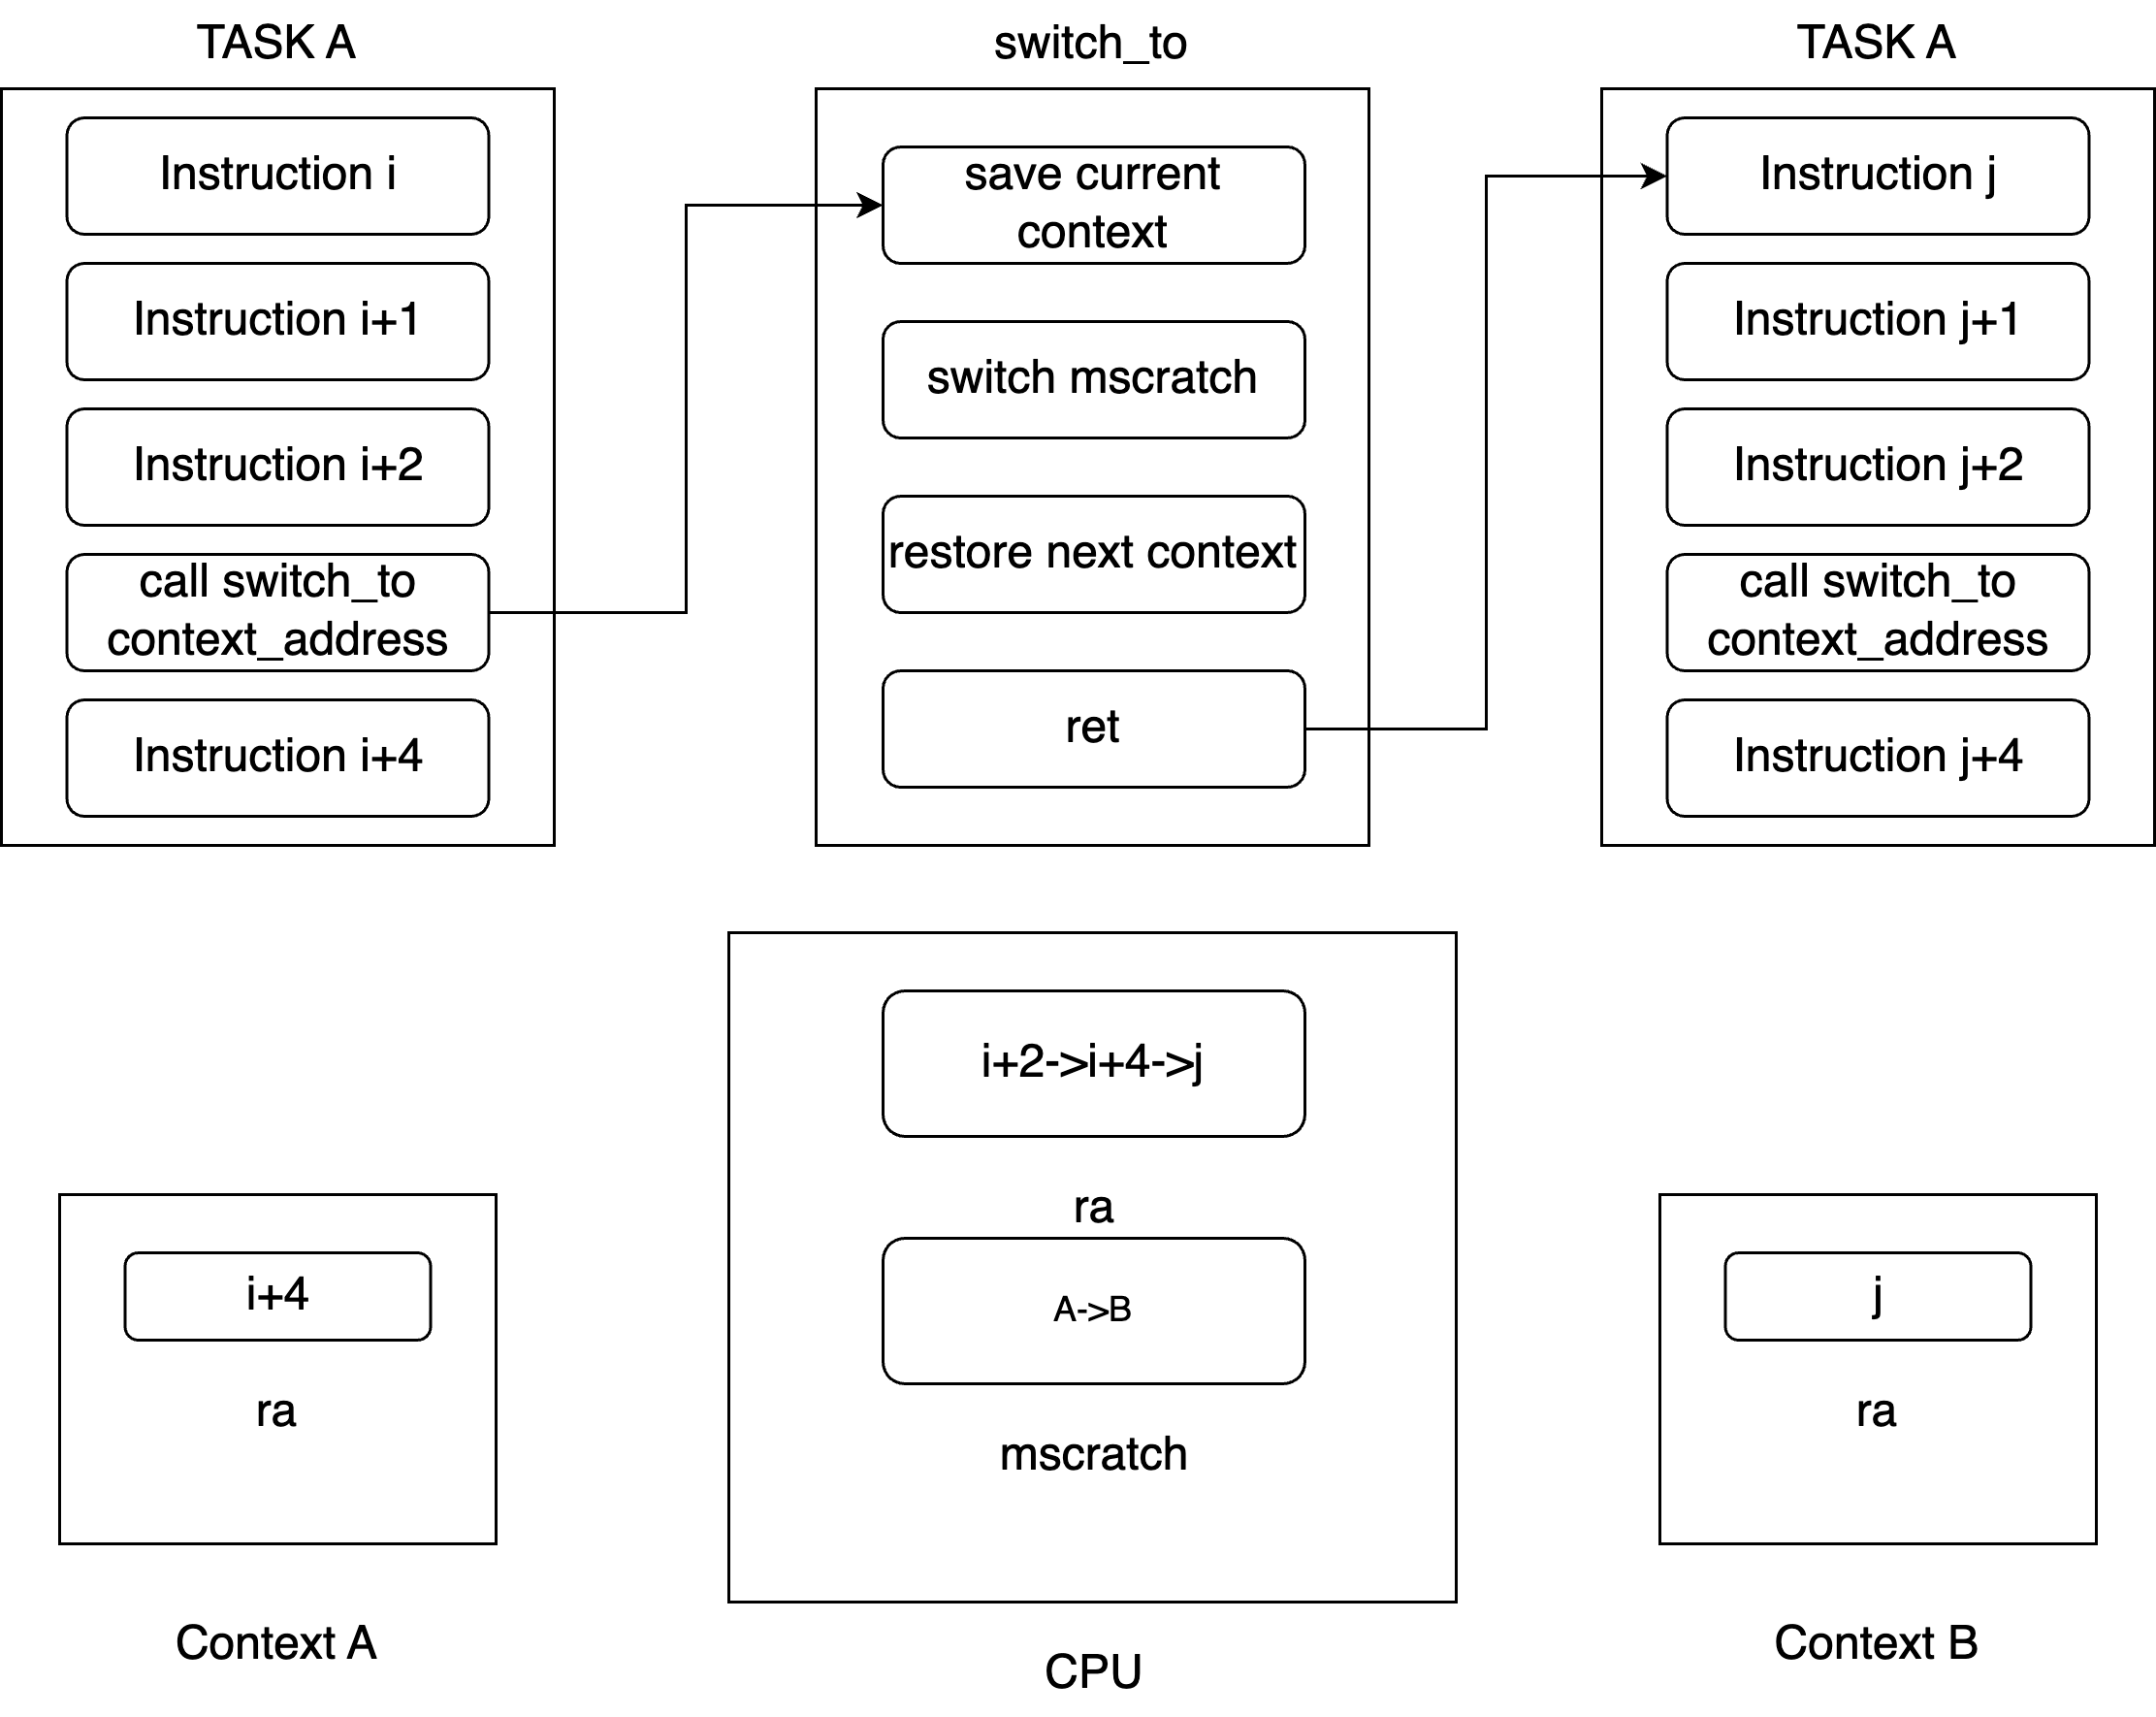 TASK A
Instruction i
Instruction i+1
Instruction i+2
call switch_to
context_address
Instruction i+4
switch_to
save current
context
switch mscratch
restore next context
ret
TASK A
Instruction j
Instruction j+1
Instruction j+2
call switch_to
context_address
Instruction j+4
i+4
ra
Context A
i+2->i+4->j
ra
A->B
mscratch
CPU
j
ra
Context B